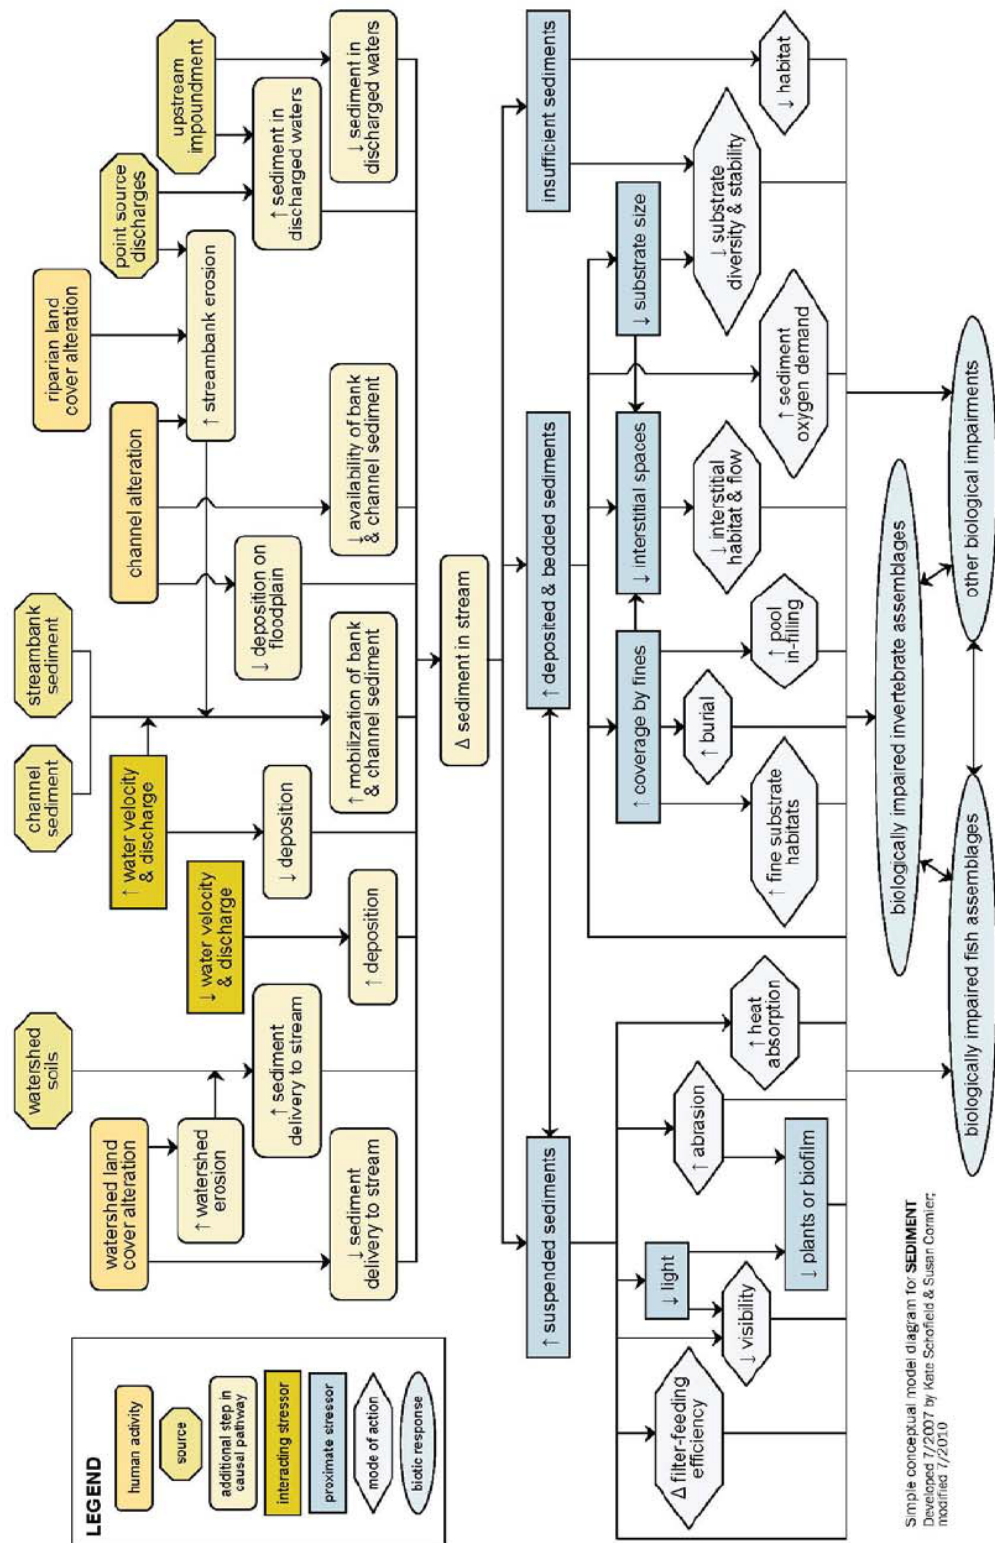 LEGEND
human activity
source
additional step in
causal pathway
interacting stressor
proximate stressor
mode of action
biotic response
watershed
soils
channel
sediment
streambank
sediment
watershed land
cover alteration
channel alteration
riparian land
cover alteration
point source
discharges
upstream
impoundment
↑ watershed
erosion
↓ water velocity
& discharge
↑ water velocity
& discharge
↑ streambank erosion
↓ sediment
delivery to stream
↑ sediment
delivery to stream
↑ deposition
↓ deposition
↑ mobilization of bank
& channel sediment
↓ deposition on
floodplain
↓ availability of bank
& channel sediment
↑ sediment in
discharged waters
↓ sediment in
discharged waters
Δ sediment in stream
↑ suspended sediments
↑ deposited & bedded sediments
insufficient sediments
↓ light
↑ coverage by fines
↓ interstitial spaces
↓ substrate size
Δ filter-feeding
efficiency
↓ visibility
↑ abrasion
↑ heat
absorption
↓ plants or biofilm
↑ fine substrate
habitats
↑ burial
↑ pool
in-filling
↓ interstitial
habitat & flow
↑ sediment
oxygen demand
↓ substrate
diversity & stability
↓ habitat
biologically impaired invertebrate assemblages
biologically impaired fish assemblages
other biological impairments
Simple conceptual model diagram for SEDIMENT
Developed 7/2007 by Kate Schofield & Susan Cormier;
modified 7/2010